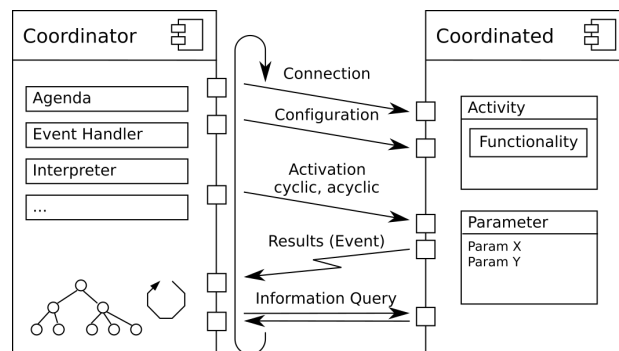 Coordinator
Agenda
Event Handler
Interpreter
...
Connection
Configuration
Activation
cyclic, acyclic
Results (Event)
Information Query
Coordinated
Activity
Functionality
Parameter
Param X
Param Y